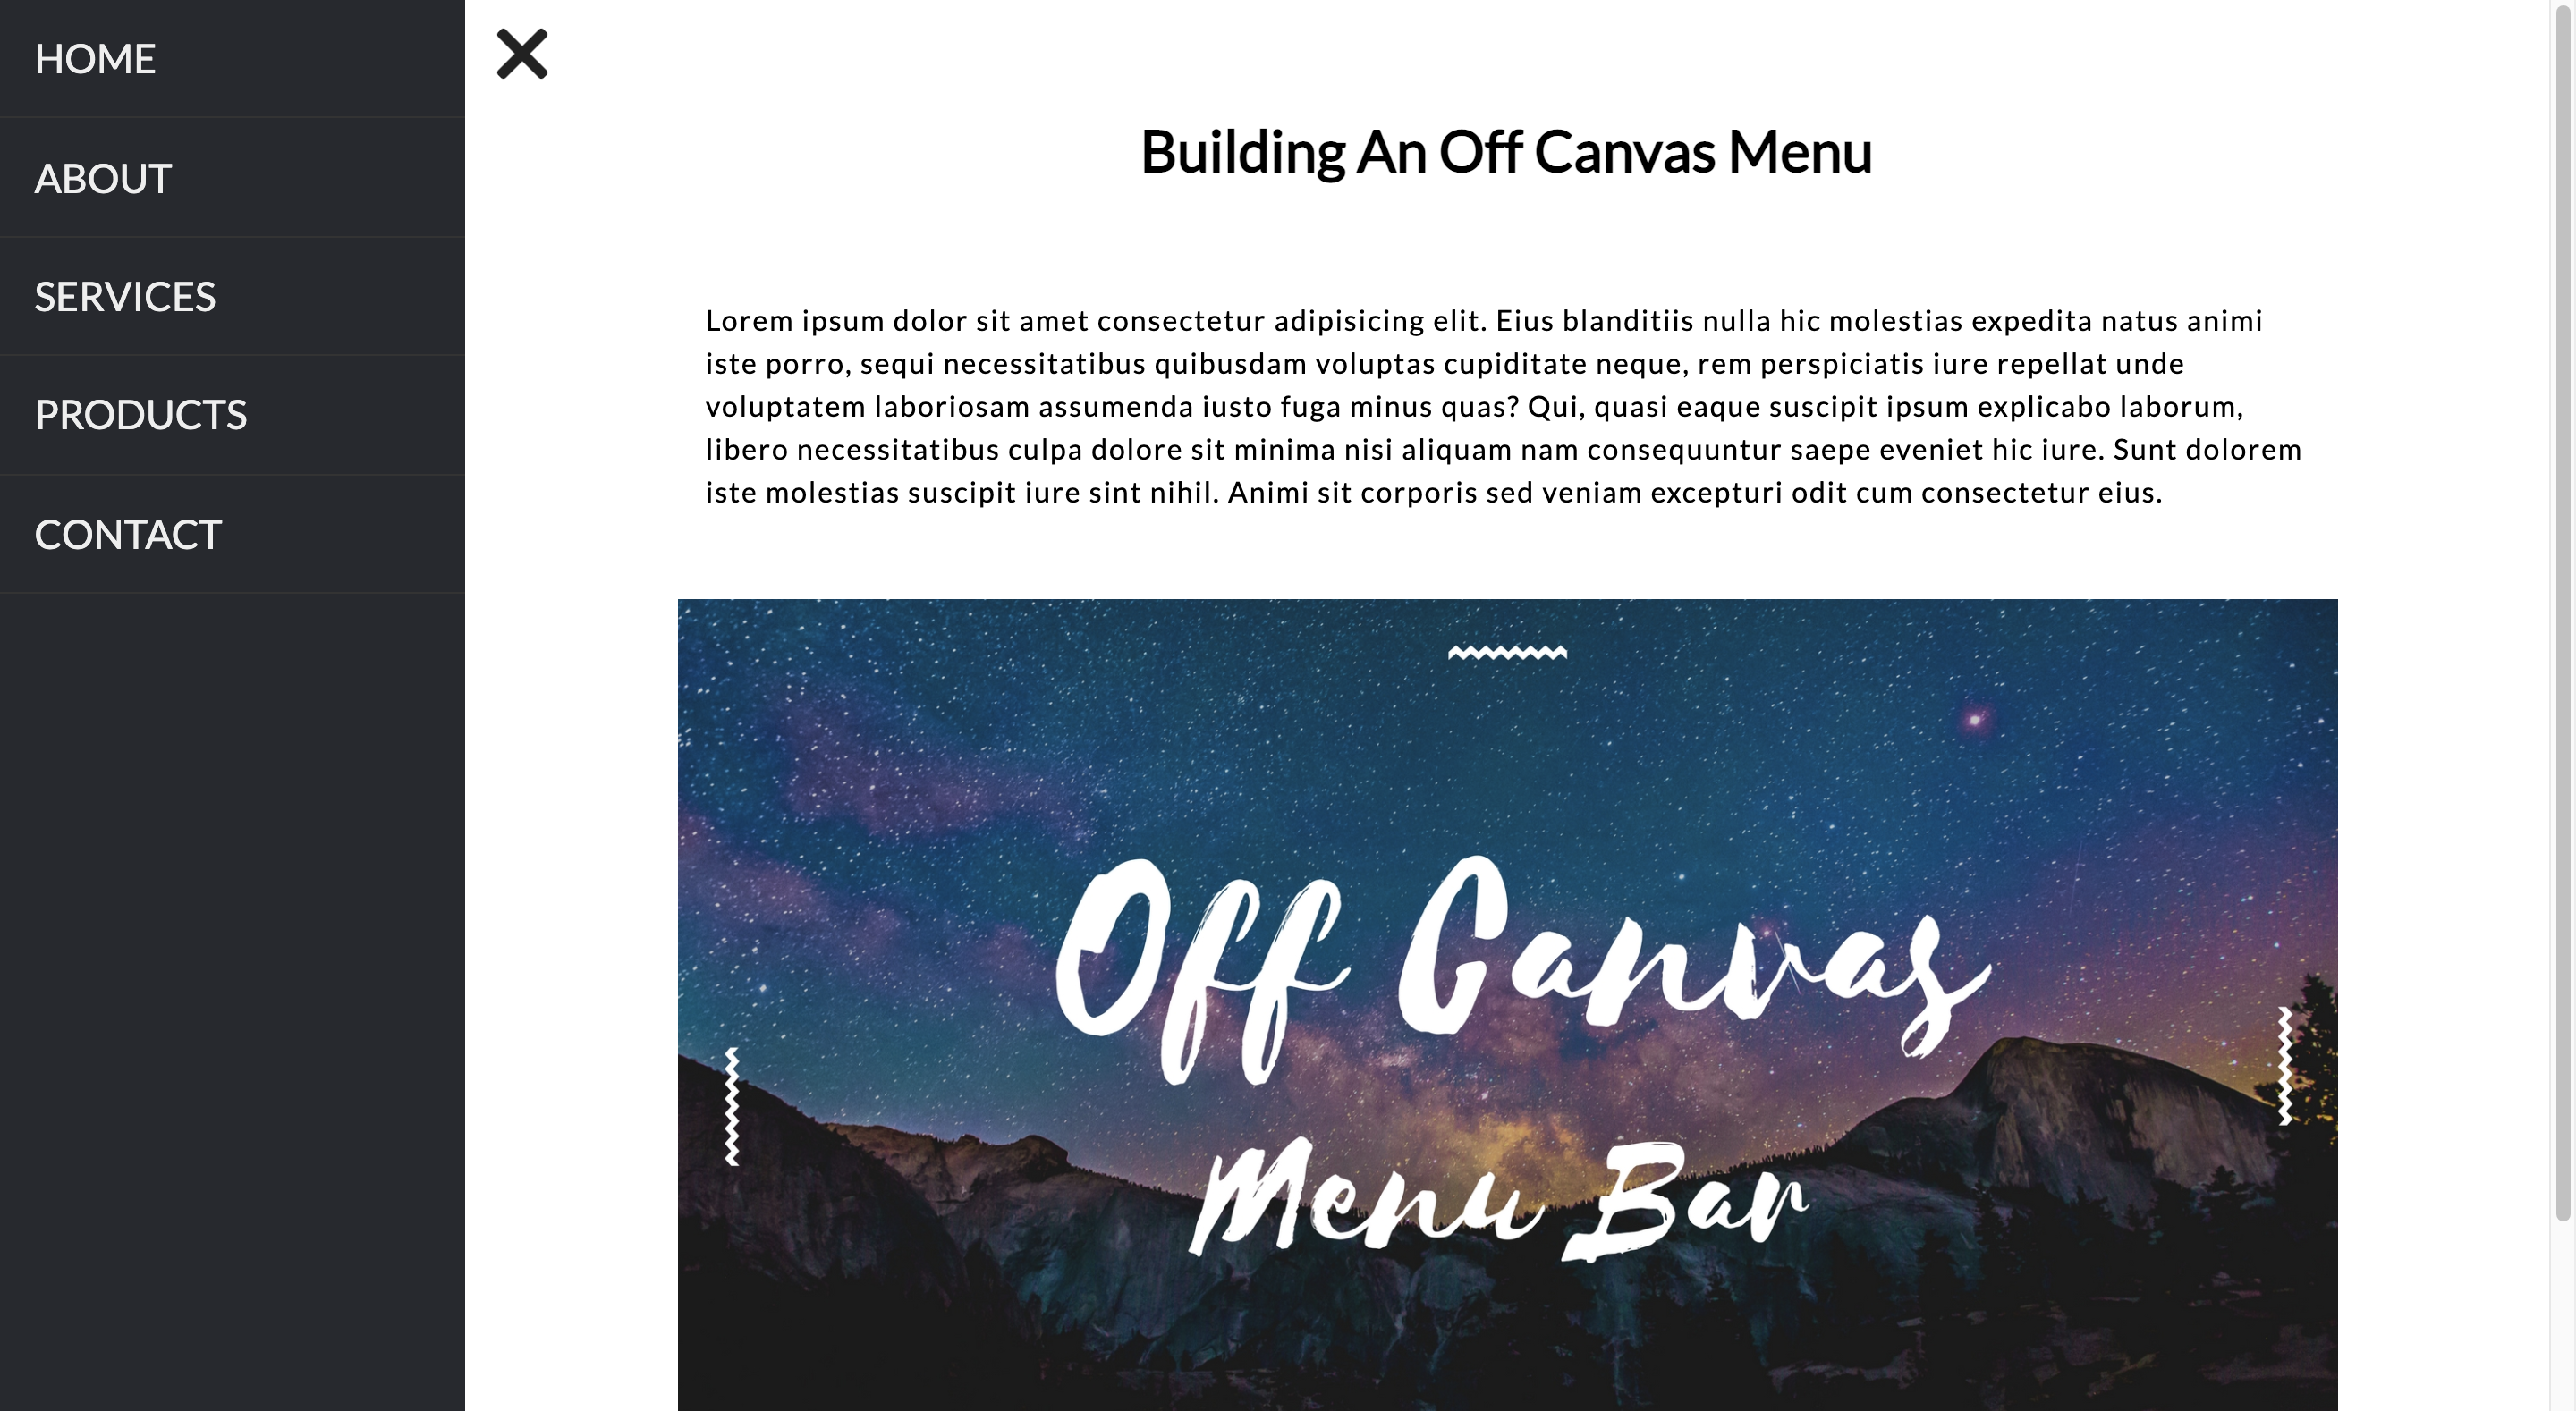 HOME
ABOUT
SERVICES
PRODUCTS
CONTACT
Building An Off Canvas Menu
Lorem ipsum dolor sit amet consectetur adipisicing elit. Eius blanditiis nulla hic molestias expedita natus animi
iste porro, sequi necessitatibus quibusdam voluptas cupiditate neque, rem perspiciatis iure repellat unde
voluptatem laboriosam assumenda iusto fuga minus quas? Qui, quasi eaque suscipit ipsum explicabo laborum,
libero necessitatibus culpa dolore sit minima nisi aliquam nam consequuntur saepe eveniet hic iure. Sunt dolorem
iste molestias suscipit iure sint nihil. Animi sit corporis sed veniam excepturi odit cum consectetur eius.
Off Canvas
Menu Bar